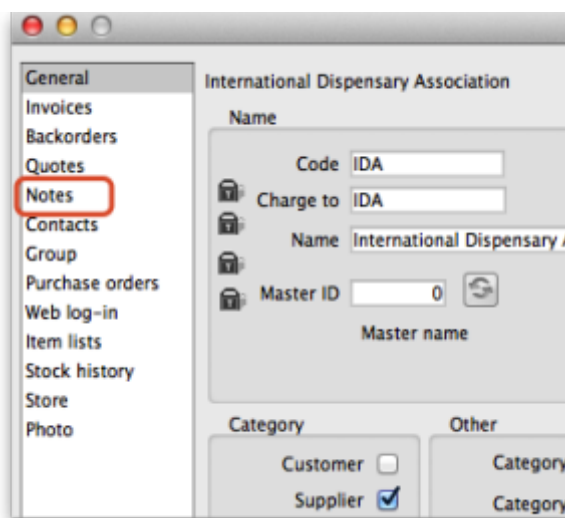 General
Invoices
Backorders
Quotes
Notes
Contacts
Group
Purchase orders
Web log-in
Item lists
Stock history
Store
Photo
International Dispensary Association
Name
Code IDA
Charge to IDA
Name International Dispensary A
Master ID 0
Master name
Category
Customer
Supplier
Other
Category
Category